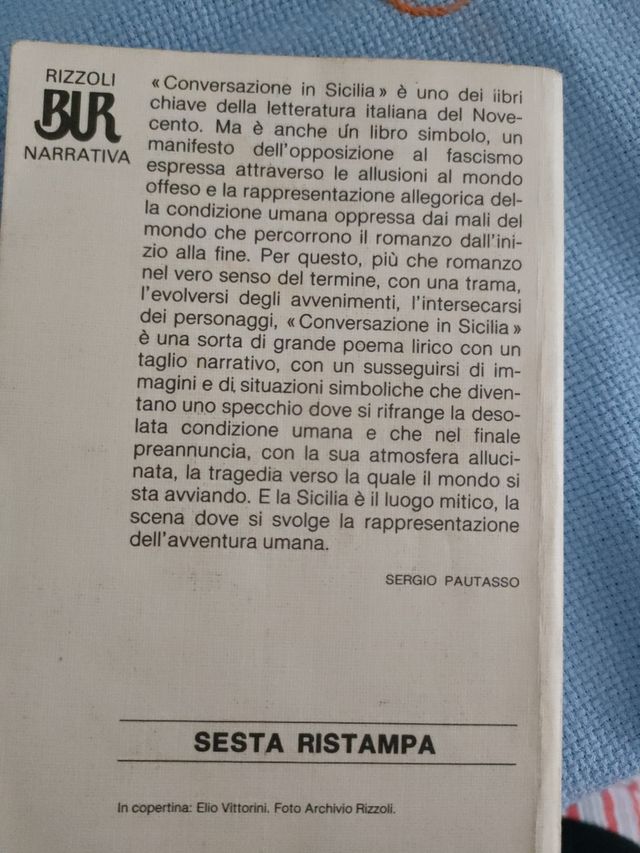 RIZZOLI
BUR
NARRATIVA
«Conversazione in Sicilia» è uno dei libri
chiave della letteratura italiana del Nove-
cento. Ma è anche un libro simbolo, un
manifesto dell'opposizione al fascismo
espressa attraverso le allusioni al mondo
offeso e la rappresentazione allegorica del-
la condizione umana oppressa dai mali del
mondo che percorrono il romanzo dall'ini-
zio alla fine. Per questo, più che romanzo
nel vero senso del termine, con una trama,
l'evolversi degli avvenimenti, l'intersecarsi
dei personaggi, «Conversazione in Sicilia»
è una sorta di grande poema lirico con un
taglio narrativo, con un susseguirsi di im-
magini e di situazioni simboliche che diven-
tano uno specchio dove si rifrange la deso-
lata condizione umana e che nel finale
preannuncia, con la sua atmosfera alluci-
nata, la tragedia verso la quale il mondo si
sta avviando. E la Sicilia è il luogo mitico, la
scena dove si svolge la rappresentazione
dell'avventura umana.
SERGIO PAUTASSO
SESTA RISTAMPA
In copertina: Elio Vittorini. Foto Archivio Rizzoli.